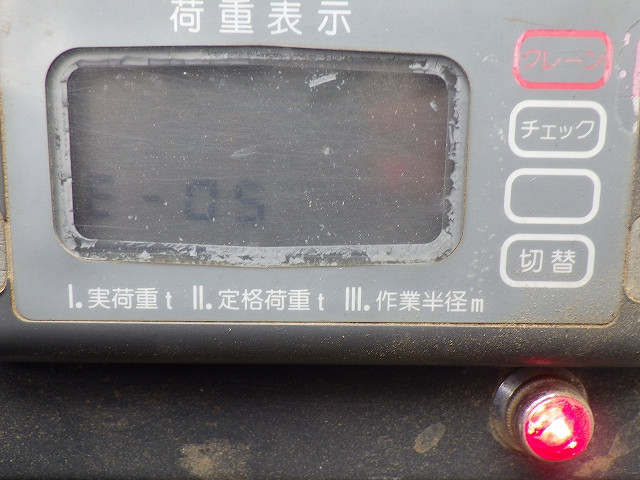 荷重表示
クレーン
チェック
E-05
切替
Ⅰ.実荷重t Ⅱ.定格荷重t Ⅲ.作業半径m